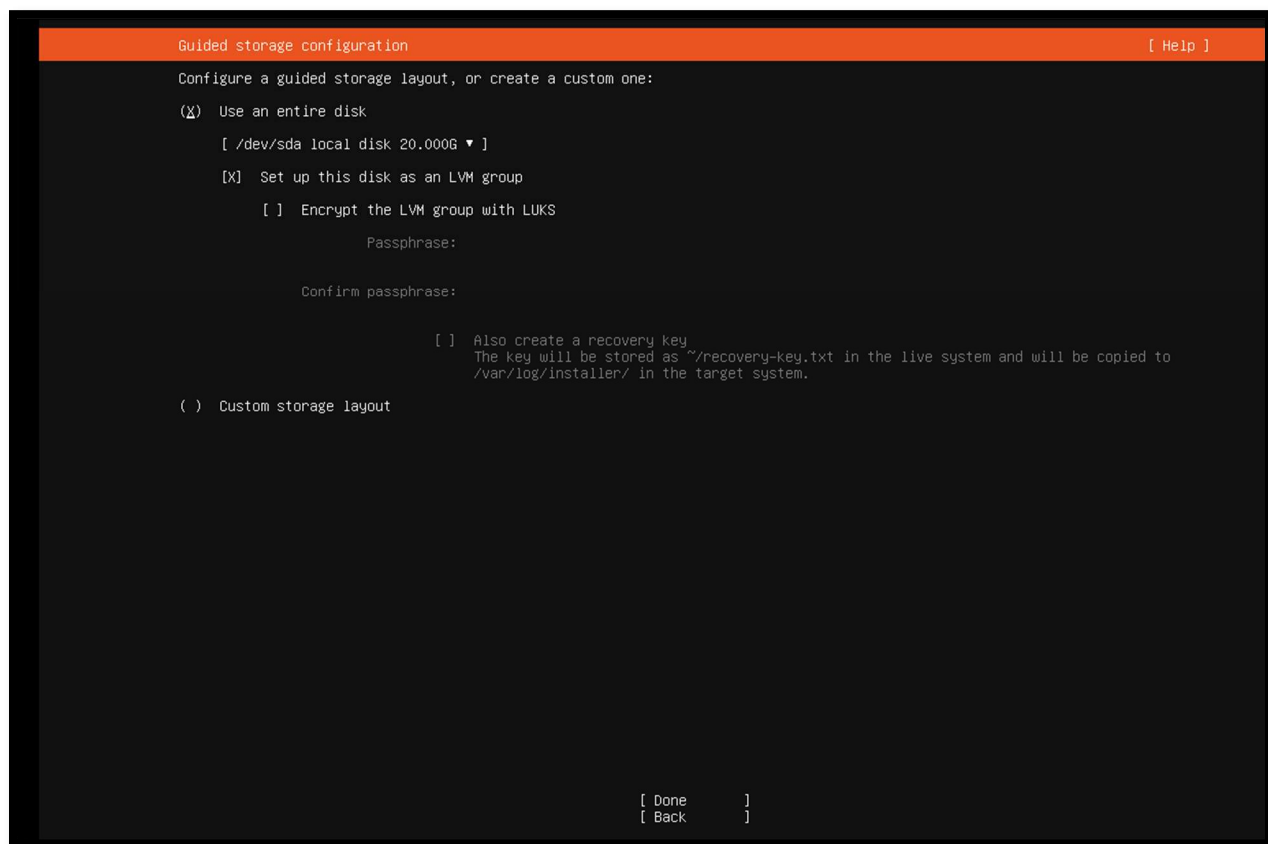 Guided storage configuration [ Help ]
Configure a guided storage layout, or create a custom one:
(X) Use an entire disk
[ /dev/sda local disk 20.000G ▾ ]
[X] Set up this disk as an LVM group
[ ] Encrypt the LVM group with LUKS
Passphrase:
Confirm passphrase:
[ ] Also create a recovery key
The key will be stored as ~/recovery-key.txt in the live system and will be copied to
/var/log/installer/ in the target system.
( ) Custom storage layout
[ Done ]
[ Back ]